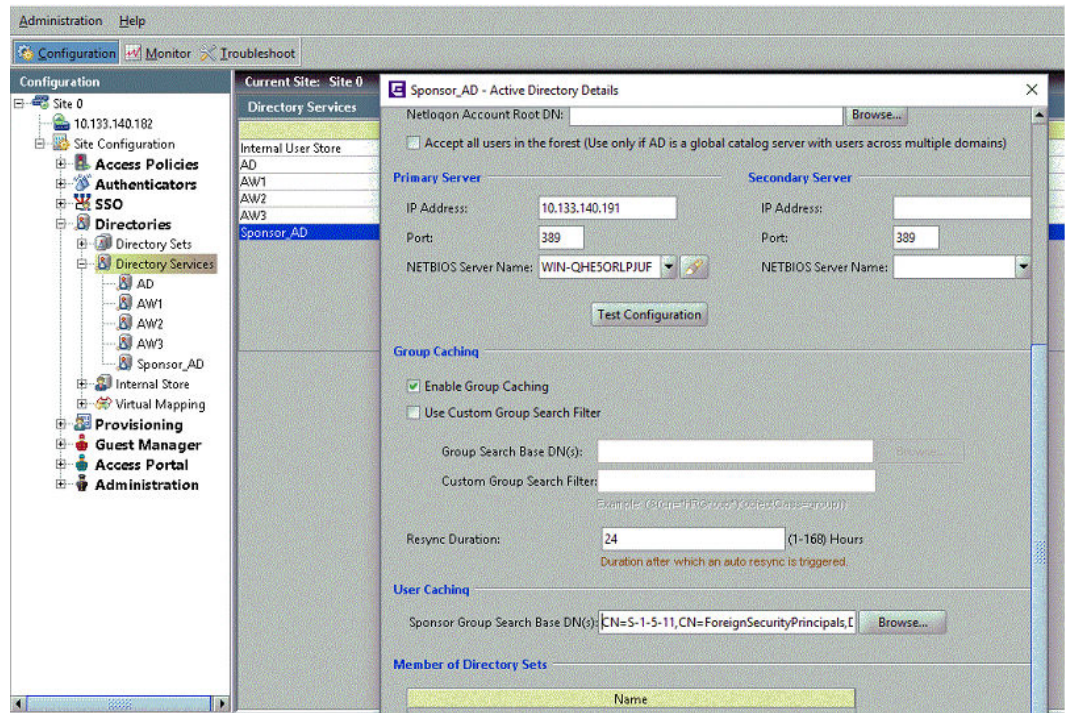 Administration Help
Configuration Monitor Troubleshoot
Configuration
Site 0
10.133.140.182
Site Configuration
Access Policies
Authenticators
SSO
Directories
Directory Sets
Directory Services
AD
AW1
AW2
AW3
Sponsor_AD
Internal Store
Virtual Mapping
Provisioning
Guest Manager
Access Portal
Administration
Current Site: Site 0
Directory Services
Internal User Store
AD
AW1
AW2
AW3
Sponsor_AD
Sponsor_AD - Active Directory Details
Netlogon Account Root DN: Browse...
Accept all users in the forest (Use only if AD is a global catalog server with users across multiple domains)
Primary Server Secondary Server
IP Address: 10.133.140.191 IP Address:
Port: 389 Port: 389
NETBIOS Server Name: WIN-QHE5ORLPJUF NETBIOS Server Name:
Test Configuration
Group Caching
Enable Group Caching
Use Custom Group Search Filter
Group Search Base DN(s): Browse...
Custom Group Search Filter:
Example: (&(cn=*HRGroup*)(objectClass=group))
Resync Duration: 24 (1-168) Hours
Duration after which an auto resync is triggered.
User Caching
Sponsor Group Search Base DN(s): CN=S-1-5-11,CN=ForeignSecurityPrincipals,D Browse...
Member of Directory Sets
Name